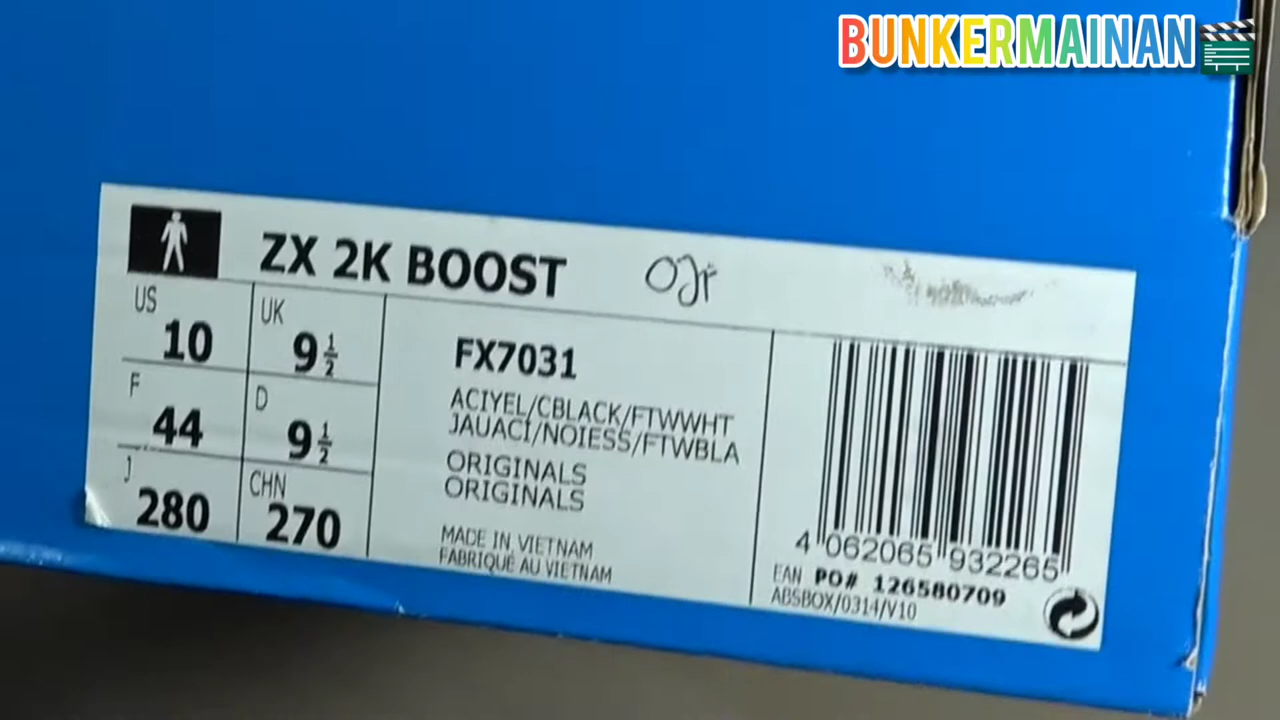 BUNKERMAINAN
ZX 2K BOOST
US 10
UK 9½
F 44
D 9½
J 280
CHN 270
FX7031
ACIYEL/CBLACK/FTWWHT
JAUACI/NOIESS/FTWBLA
ORIGINALS
ORIGINALS
MADE IN VIETNAM
FABRIQUÉ AU VIETNAM
4 062065 932265
EAN PO# 126580709
ABSBOX/0314/V10